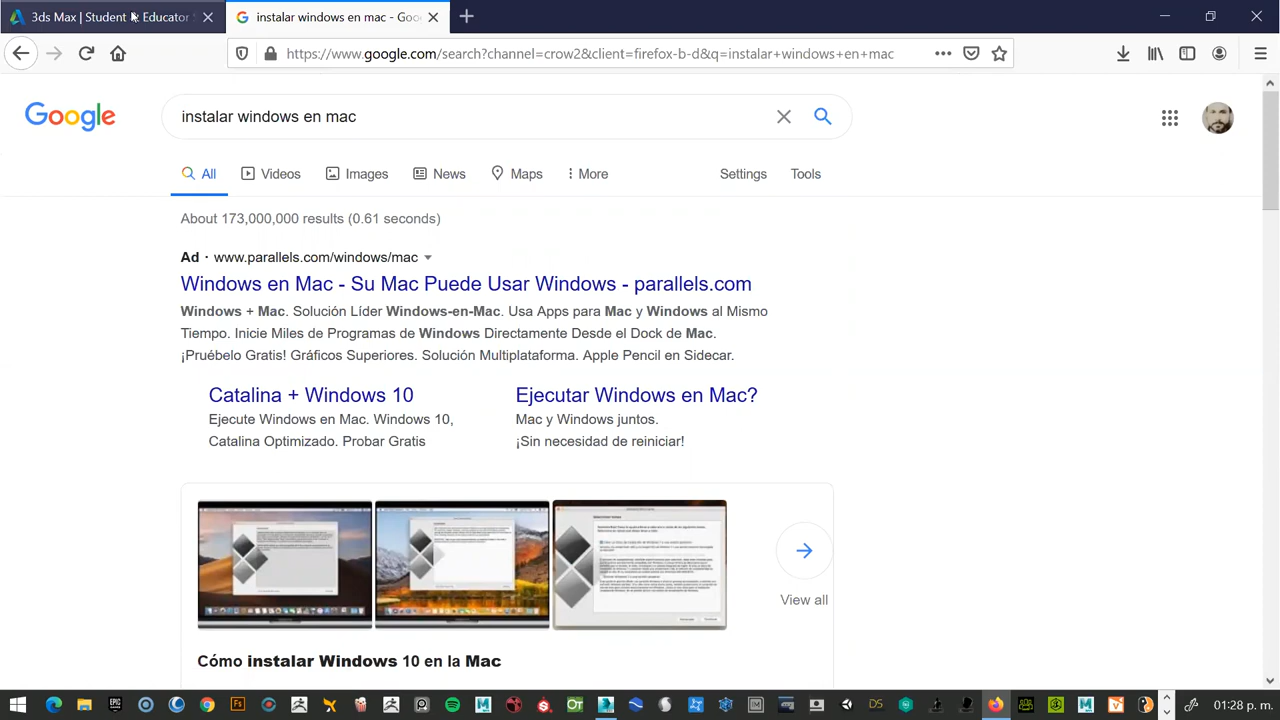 3ds Max | Student & Educator
instalar windows en mac - Goo
https://www.google.com/search?channel=crow2&client=firefox-b-d&q=instalar+windows+en+mac
Google
instalar windows en mac
All
Videos
Images
News
Maps
More
Settings
Tools
About 173,000,000 results (0.61 seconds)
Ad · www.parallels.com/windows/mac
Windows en Mac - Su Mac Puede Usar Windows - parallels.com
Windows + Mac. Solución Líder Windows-en-Mac. Usa Apps para Mac y Windows al Mismo
Tiempo. Inicie Miles de Programas de Windows Directamente Desde el Dock de Mac.
¡Pruébelo Gratis! Gráficos Superiores. Solución Multiplataforma. Apple Pencil en Sidecar.
Catalina + Windows 10
Ejecute Windows en Mac. Windows 10,
Catalina Optimizado. Probar Gratis
Ejecutar Windows en Mac?
Mac y Windows juntos.
¡Sin necesidad de reiniciar!
View all
Cómo instalar Windows 10 en la Mac
EPIC
Fs
DS
01:28 p. m.